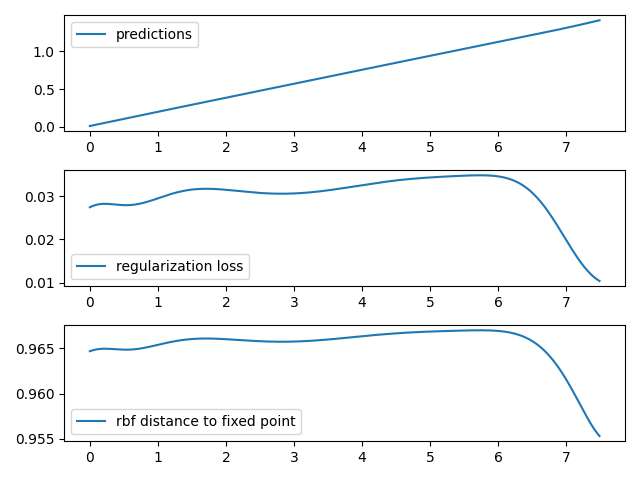 predictions
1.0
0.5
0.0
0 1 2 3 4 5 6 7
0.03
0.02
0.01
regularization loss
0 1 2 3 4 5 6 7
0.965
0.960
0.955
rbf distance to fixed point
0 1 2 3 4 5 6 7